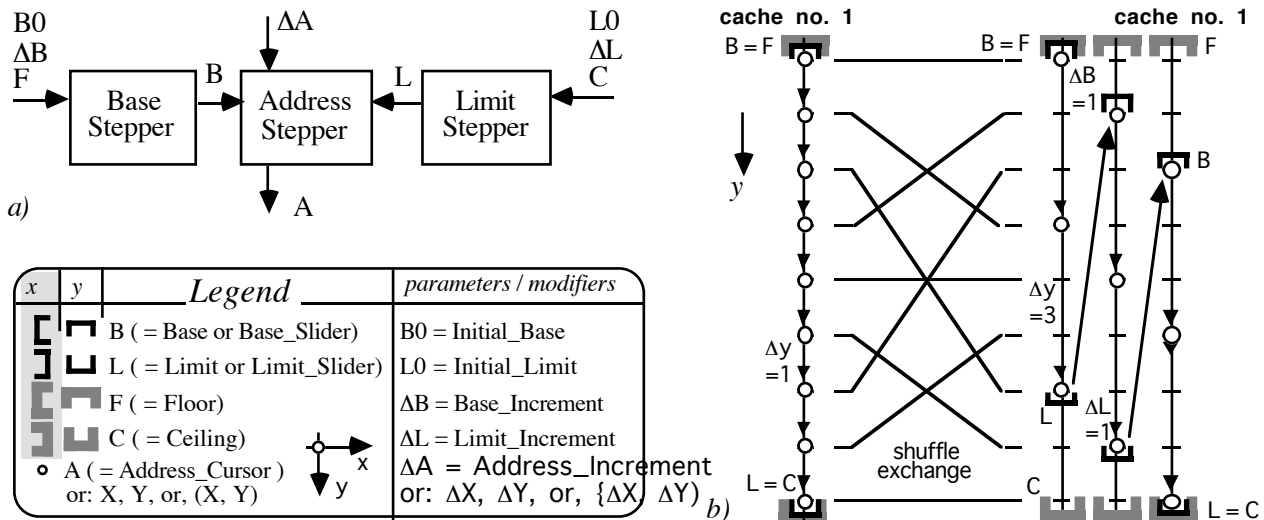 B0
ΔB
F
Base
Stepper
B
ΔA
Address
Stepper
A
L
Limit
Stepper
L0
ΔL
C
a)
x y Legend parameters / modifiers
B ( = Base or Base_Slider) B0 = Initial_Base
L ( = Limit or Limit_Slider) L0 = Initial_Limit
F ( = Floor) ΔB = Base_Increment
C ( = Ceiling) ΔL = Limit_Increment
A ( = Address_Cursor ) ΔA = Address_Increment
or: X, Y, or, (X, Y) or: ΔX, ΔY, or, {ΔX, ΔY)
x
y
cache no. 1 cache no. 1
B = F B = F F
ΔB
=1
B
y
Δy
=3
Δy
=1
L
ΔL
=1
shuffle
exchange
L = C C L = C
b)